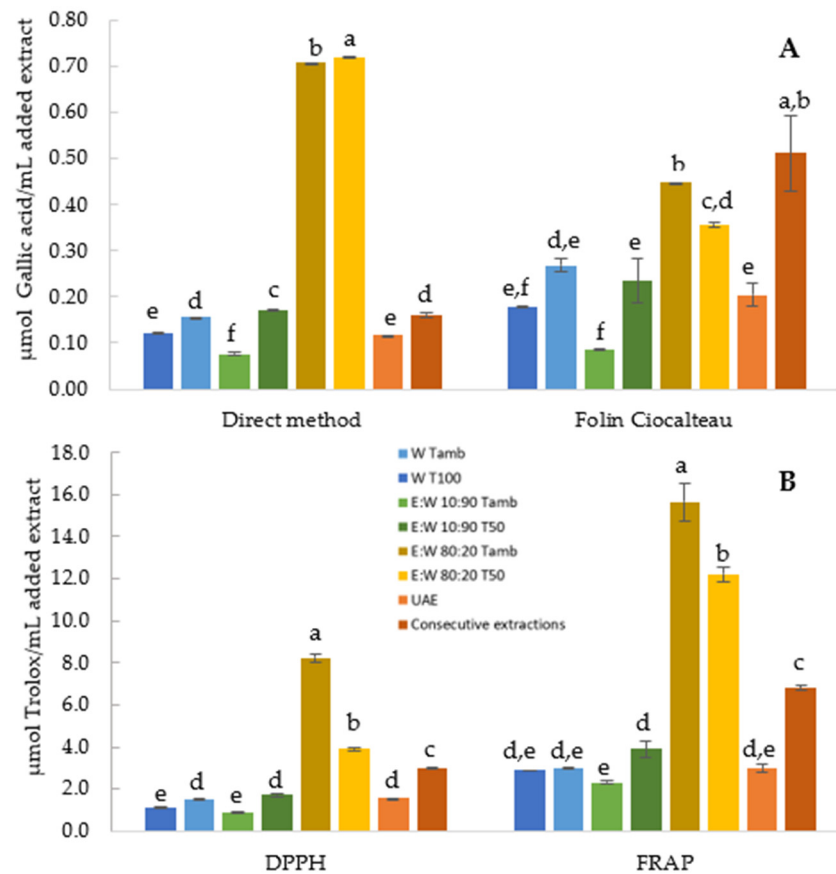 µmol Gallic acid/mL added extract
0.80
0.70
0.60
0.50
0.40
0.30
0.20
0.10
0.00
A
e
d
f
c
b
a
e
d
e,f
d,e
f
e
b
c,d
e
a,b
Direct method
Folin Ciocalteau
µmol Trolox/mL added extract
18.0
16.0
14.0
12.0
10.0
8.0
6.0
4.0
2.0
0.0
B
W Tamb
W T100
E:W 10:90 Tamb
E:W 10:90 T50
E:W 80:20 Tamb
E:W 80:20 T50
UAE
Consecutive extractions
e
d
e
d
a
b
d
c
d,e
d,e
e
d
a
b
d,e
c
DPPH
FRAP